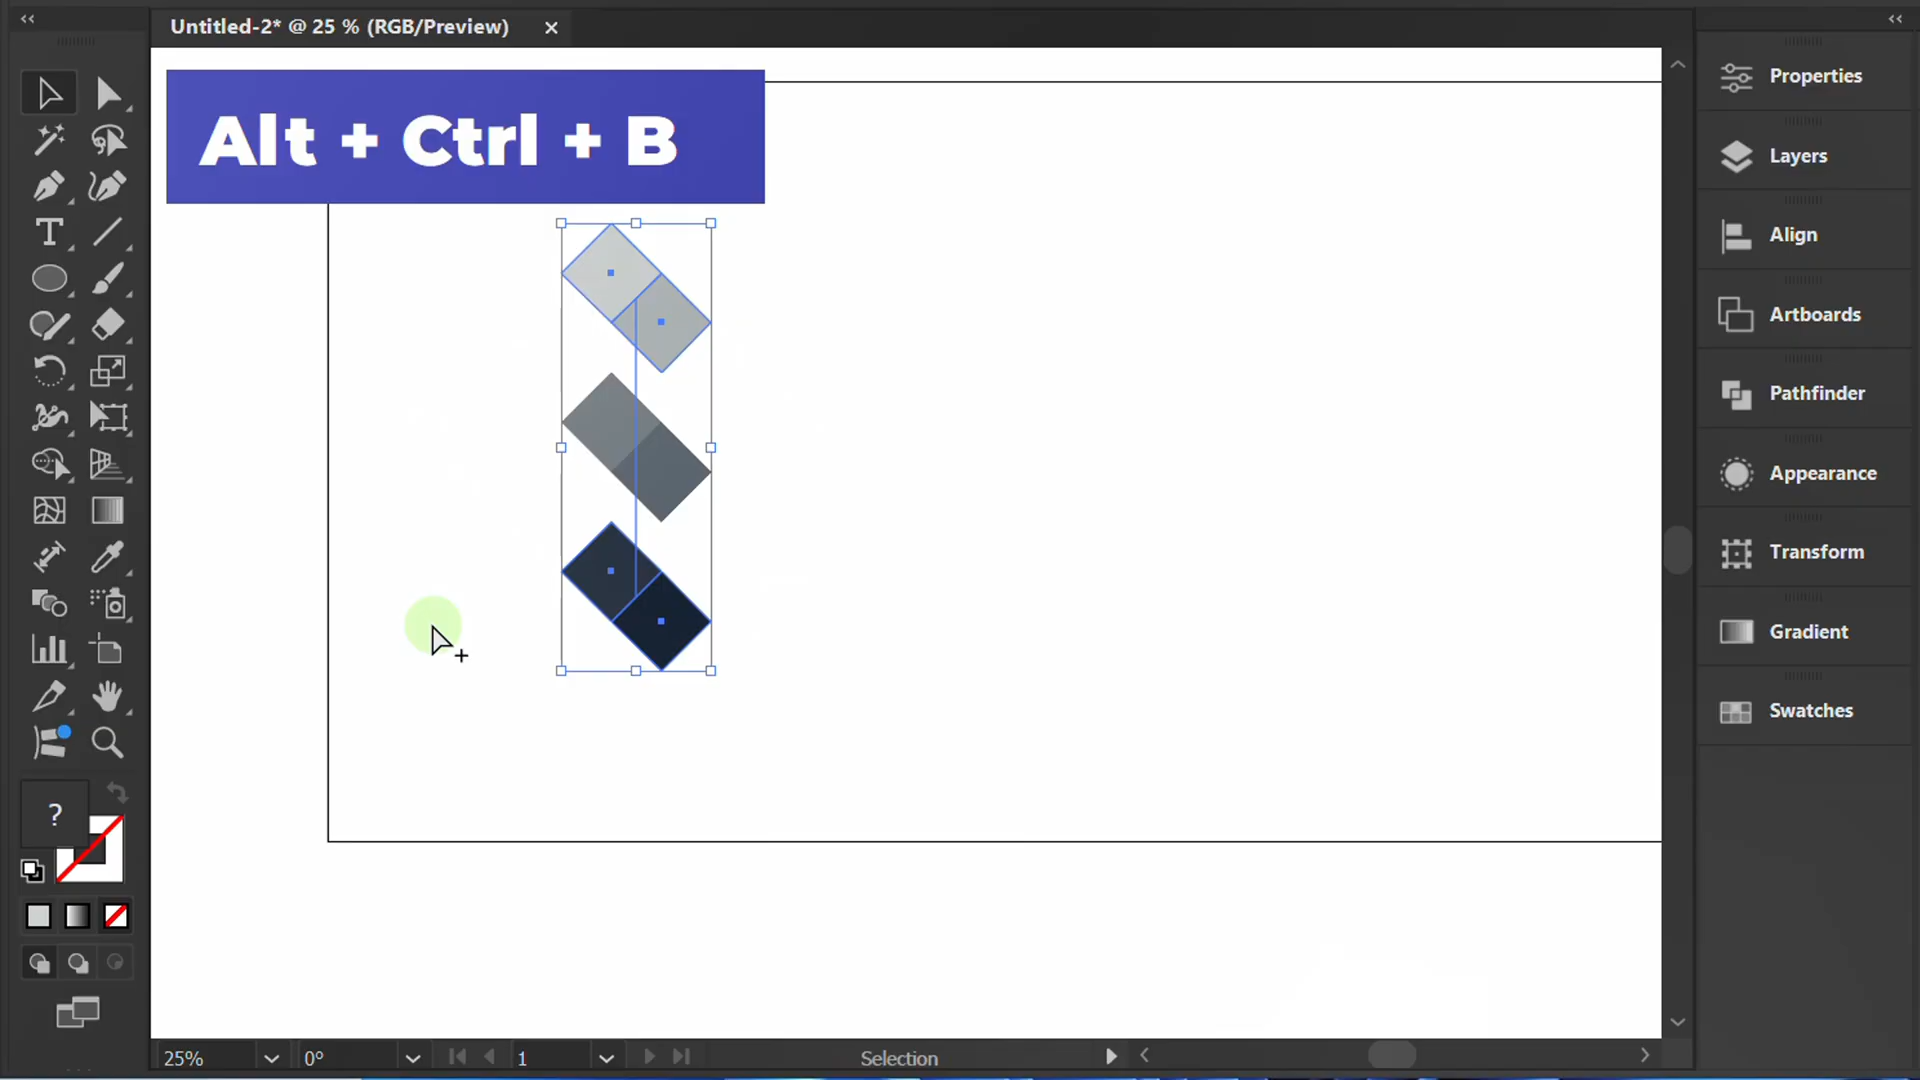 Untitled-2* @ 25 % (RGB/Preview)
Alt + Ctrl + B
Properties
Layers
Align
Artboards
Pathfinder
Appearance
Transform
Gradient
Swatches
?
25%
0°
1
Selection